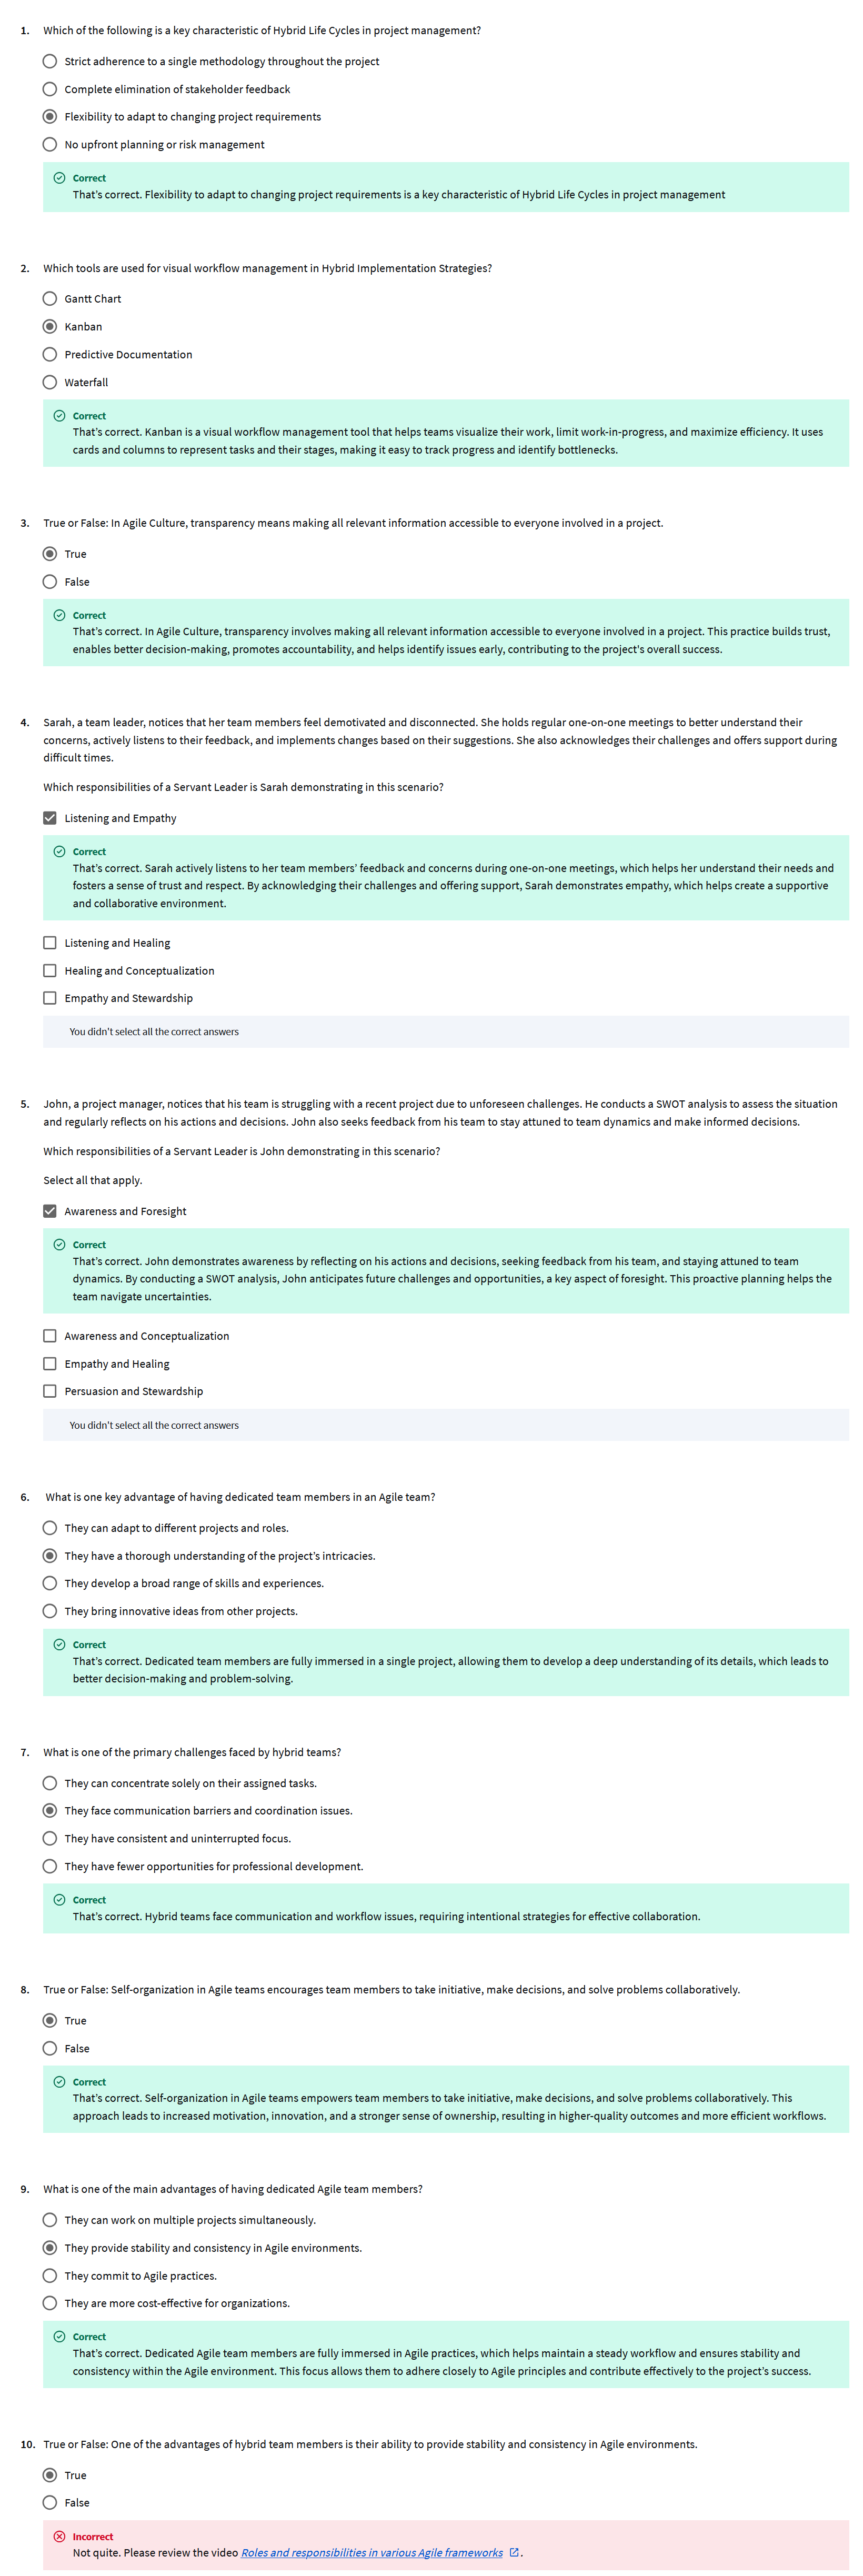 1. Which of the following is a key characteristic of Hybrid Life Cycles in project management?
Strict adherence to a single methodology throughout the project
Complete elimination of stakeholder feedback
Flexibility to adapt to changing project requirements
No upfront planning or risk management
Correct
That's correct. Flexibility to adapt to changing project requirements is a key characteristic of Hybrid Life Cycles in project management
2. Which tools are used for visual workflow management in Hybrid Implementation Strategies?
Gantt Chart
Kanban
Predictive Documentation
Waterfall
Correct
That's correct. Kanban is a visual workflow management tool that helps teams visualize their work, limit work-in-progress, and maximize efficiency. It uses
cards and columns to represent tasks and their stages, making it easy to track progress and identify bottlenecks.
3. True or False: In Agile Culture, transparency means making all relevant information accessible to everyone involved in a project.
True
False
Correct
That's correct. In Agile Culture, transparency involves making all relevant information accessible to everyone involved in a project. This practice builds trust,
enables better decision-making, promotes accountability, and helps identify issues early, contributing to the project's overall success.
4. Sarah, a team leader, notices that her team members feel demotivated and disconnected. She holds regular one-on-one meetings to better understand their
concerns, actively listens to their feedback, and implements changes based on their suggestions. She also acknowledges their challenges and offers support during
difficult times.
Which responsibilities of a Servant Leader is Sarah demonstrating in this scenario?
Listening and Empathy
Correct
That's correct. Sarah actively listens to her team members' feedback and concerns during one-on-one meetings, which helps her understand their needs and
fosters a sense of trust and respect. By acknowledging their challenges and offering support, Sarah demonstrates empathy, which helps create a supportive
and collaborative environment.
Listening and Healing
Healing and Conceptualization
Empathy and Stewardship
You didn't select all the correct answers
5. John, a project manager, notices that his team is struggling with a recent project due to unforeseen challenges. He conducts a SWOT analysis to assess the situation
and regularly reflects on his actions and decisions. John also seeks feedback from his team to stay attuned to team dynamics and make informed decisions.
Which responsibilities of a Servant Leader is John demonstrating in this scenario?
Select all that apply.
Awareness and Foresight
Correct
That's correct. John demonstrates awareness by reflecting on his actions and decisions, seeking feedback from his team, and staying attuned to team
dynamics. By conducting a SWOT analysis, John anticipates future challenges and opportunities, a key aspect of foresight. This proactive planning helps the
team navigate uncertainties.
Awareness and Conceptualization
Empathy and Healing
Persuasion and Stewardship
You didn't select all the correct answers
6. What is one key advantage of having dedicated team members in an Agile team?
They can adapt to different projects and roles.
They have a thorough understanding of the project's intricacies.
They develop a broad range of skills and experiences.
They bring innovative ideas from other projects.
Correct
That's correct. Dedicated team members are fully immersed in a single project, allowing them to develop a deep understanding of its details, which leads to
better decision-making and problem-solving.
7. What is one of the primary challenges faced by hybrid teams?
They can concentrate solely on their assigned tasks.
They face communication barriers and coordination issues.
They have consistent and uninterrupted focus.
They have fewer opportunities for professional development.
Correct
That's correct. Hybrid teams face communication and workflow issues, requiring intentional strategies for effective collaboration.
8. True or False: Self-organization in Agile teams encourages team members to take initiative, make decisions, and solve problems collaboratively.
True
False
Correct
That's correct. Self-organization in Agile teams empowers team members to take initiative, make decisions, and solve problems collaboratively. This
approach leads to increased motivation, innovation, and a stronger sense of ownership, resulting in higher-quality outcomes and more efficient workflows.
9. What is one of the main advantages of having dedicated Agile team members?
They can work on multiple projects simultaneously.
They provide stability and consistency in Agile environments.
They commit to Agile practices.
They are more cost-effective for organizations.
Correct
That's correct. Dedicated Agile team members are fully immersed in Agile practices, which helps maintain a steady workflow and ensures stability and
consistency within the Agile environment. This focus allows them to adhere closely to Agile principles and contribute effectively to the project's success.
10. True or False: One of the advantages of hybrid team members is their ability to provide stability and consistency in Agile environments.
True
False
Incorrect
Not quite. Please review the video Roles and responsibilities in various Agile frameworks.